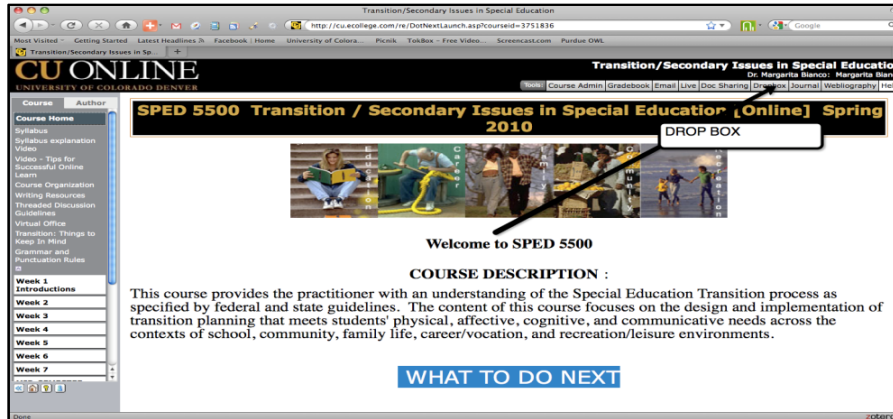 Transition/Secondary Issues in Special Education
http://cu.ecollege.com/re/DotNextLaunch.asp?courseid=3751836
Google
Most Visited Getting Started Latest Headlines Facebook | Home University of Colora... Picnik TokBox - Free Video... Screencast.com Purdue OWL
Transition/Secondary Issues in Sp... +
CU ONLINE
UNIVERSITY OF COLORADO DENVER
Transition/Secondary Issues in Special Educatio
Dr. Margarita Bianco: Margarita Bian
Tools: Course Admin Gradebook Email Live Doc Sharing Dropbox Journal Webliography Hel
Course Author
Course Home
Syllabus
Syllabus explanation
Video
Video - Tips for
Successful Online
Learn
Course Organization
Writing Resources
Threaded Discussion
Guidelines
Virtual Office
Transition: Things to
Keep In Mind
Grammar and
Punctuation Rules
Week 1
Introductions
Week 2
Week 3
Week 4
Week 5
Week 6
Week 7
SPED 5500 Transition / Secondary Issues in Special Education [Online] Spring
2010
DROP BOX
Education
Career
Family
Community
Recreation
Welcome to SPED 5500
COURSE DESCRIPTION :
This course provides the practitioner with an understanding of the Special Education Transition process as
specified by federal and state guidelines. The content of this course focuses on the design and implementation of
transition planning that meets students' physical, affective, cognitive, and communicative needs across the
contexts of school, community, family life, career/vocation, and recreation/leisure environments.
WHAT TO DO NEXT
Done
zotero